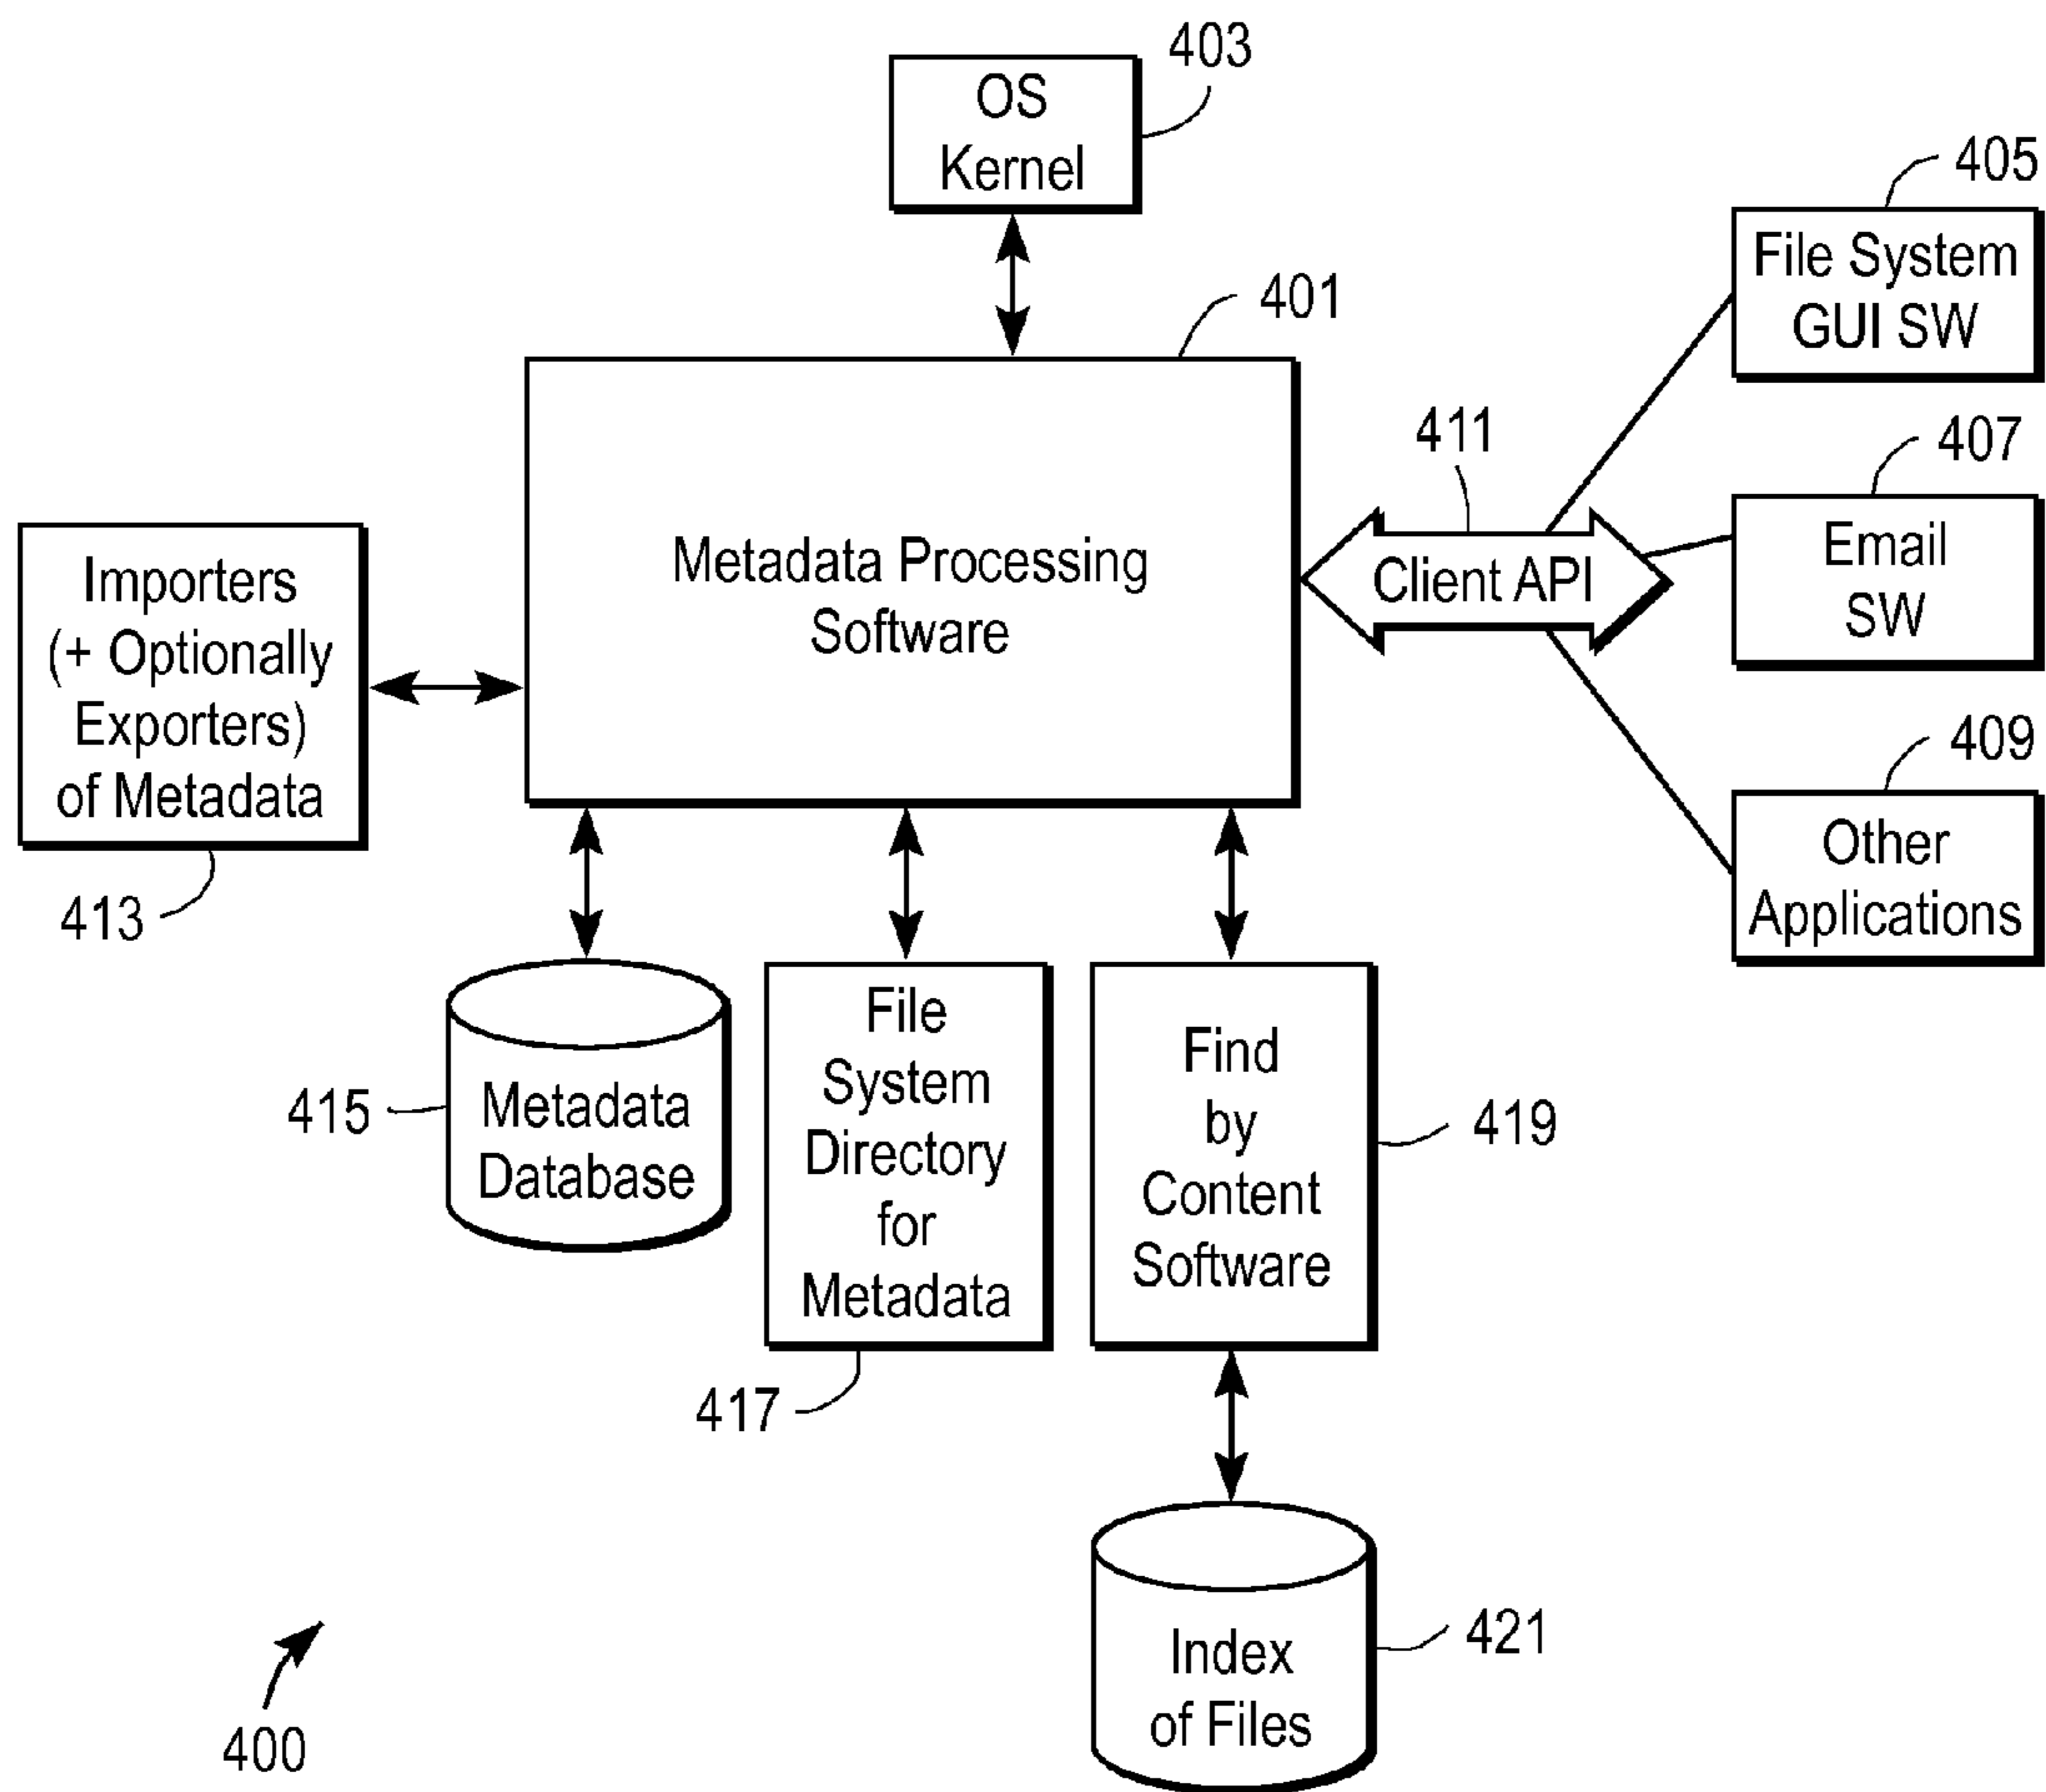 OS
Kernel
403
405
File System
GUI SW
401
411
407
Importers
(+ Optionally
Exporters)
of Metadata
Metadata Processing
Software
Client API
Email
SW
409
Other
Applications
413
415
Metadata
Database
File
System
Directory
for
Metadata
417
Find
by
Content
Software
419
Index
of Files
421
400